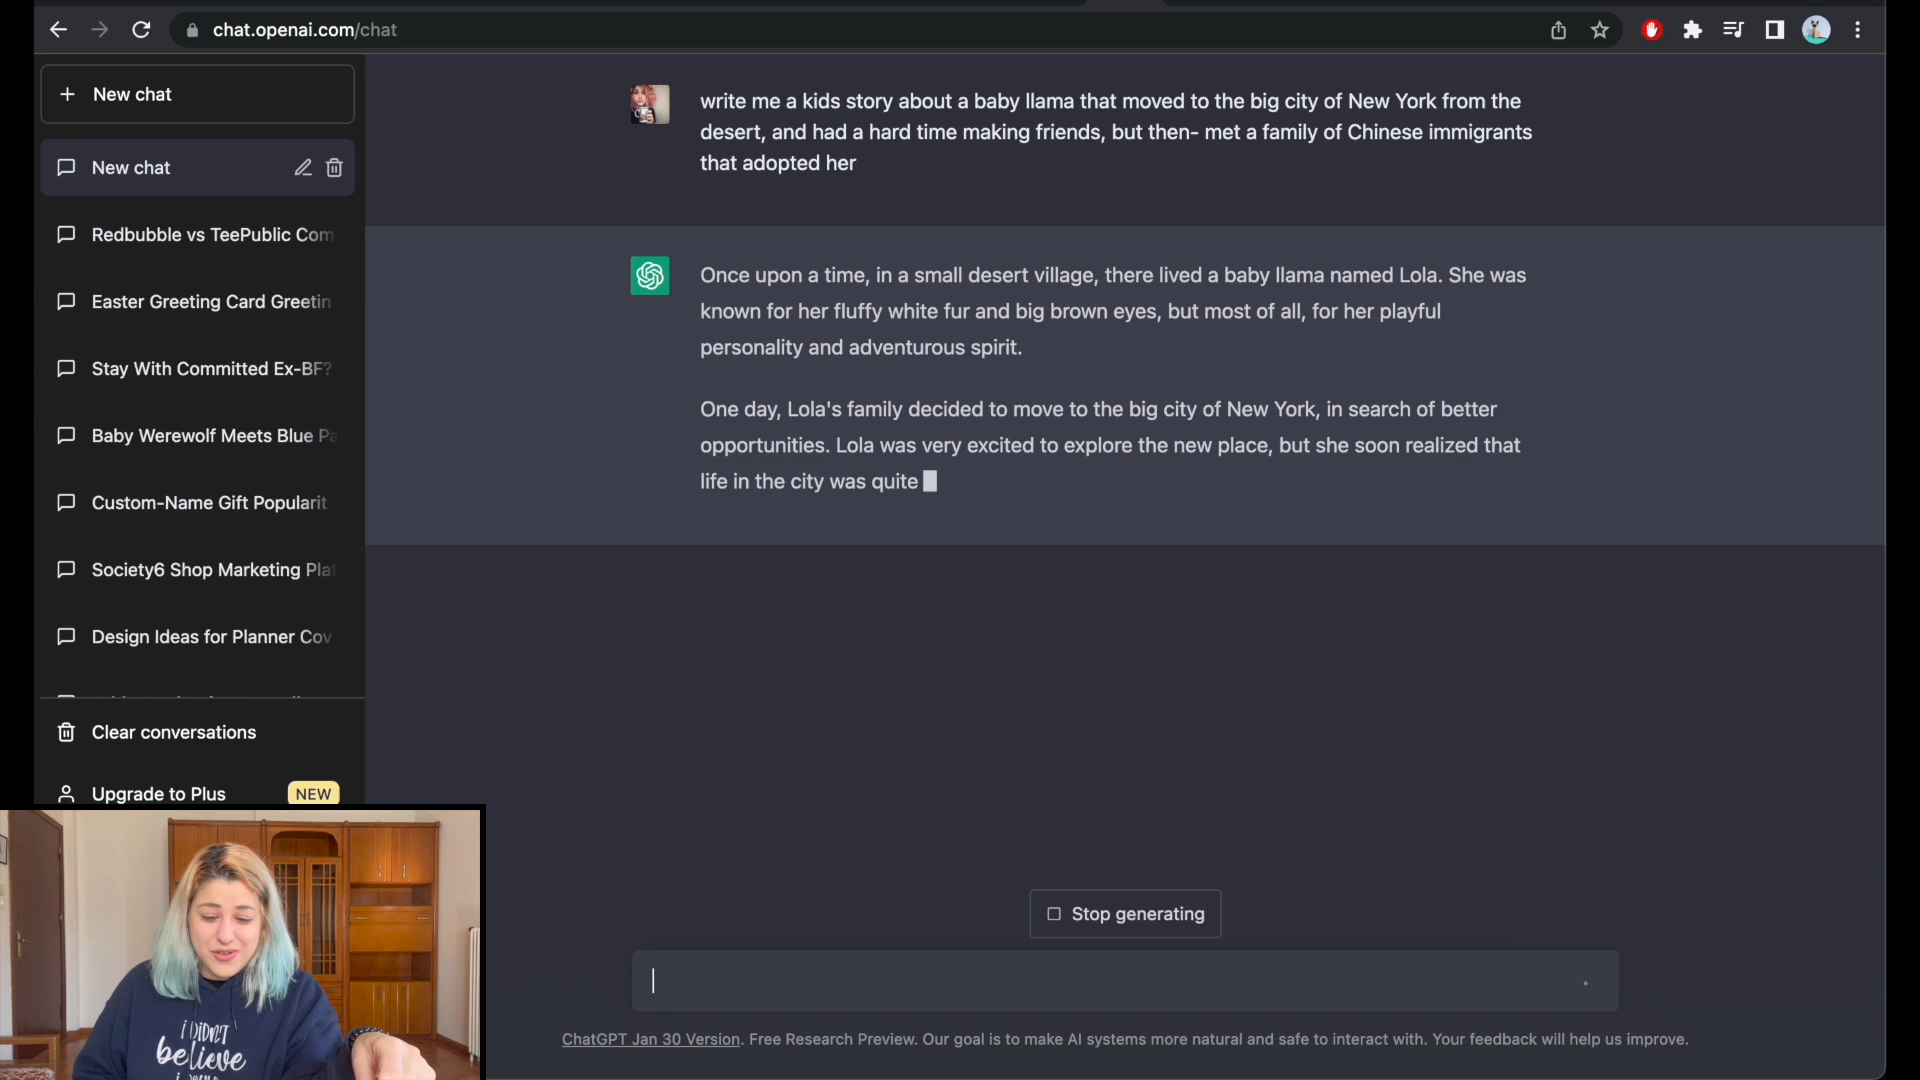 chat.openai.com/chat
New chat
New chat
Redbubble vs TeePublic Com
Easter Greeting Card Greetin
Stay With Committed Ex-BF?
Baby Werewolf Meets Blue Pa
Custom-Name Gift Popularit
Society6 Shop Marketing Plat
Design Ideas for Planner Cov
Clear conversations
Upgrade to Plus NEW
write me a kids story about a baby llama that moved to the big city of New York from the
desert, and had a hard time making friends, but then- met a family of Chinese immigrants
that adopted her
Once upon a time, in a small desert village, there lived a baby llama named Lola. She was
known for her fluffy white fur and big brown eyes, but most of all, for her playful
personality and adventurous spirit.
One day, Lola's family decided to move to the big city of New York, in search of better
opportunities. Lola was very excited to explore the new place, but she soon realized that
life in the city was quite
Stop generating
ChatGPT Jan 30 Version. Free Research Preview. Our goal is to make AI systems more natural and safe to interact with. Your feedback will help us improve.
i DiDN'T
believe